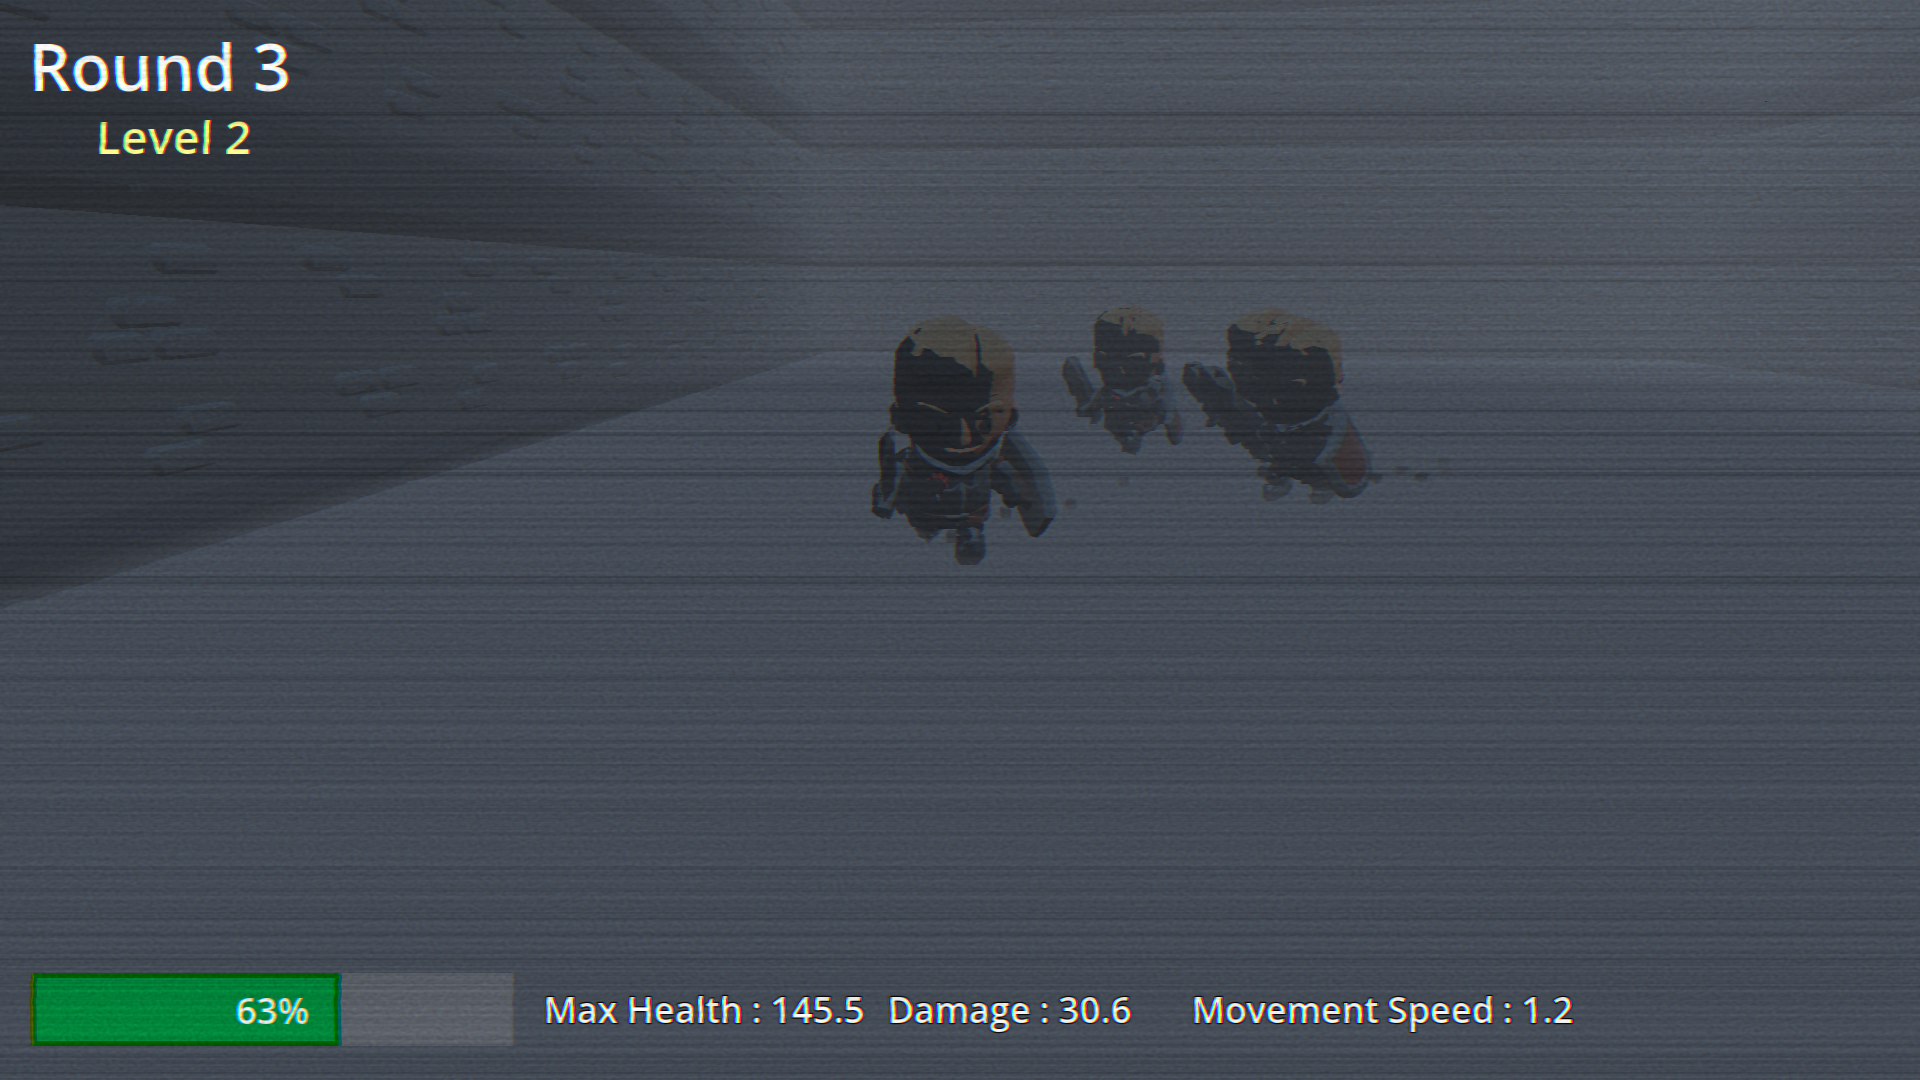 Round 3
Level 2
63% Max Health : 145.5 Damage : 30.6 Movement Speed : 1.2